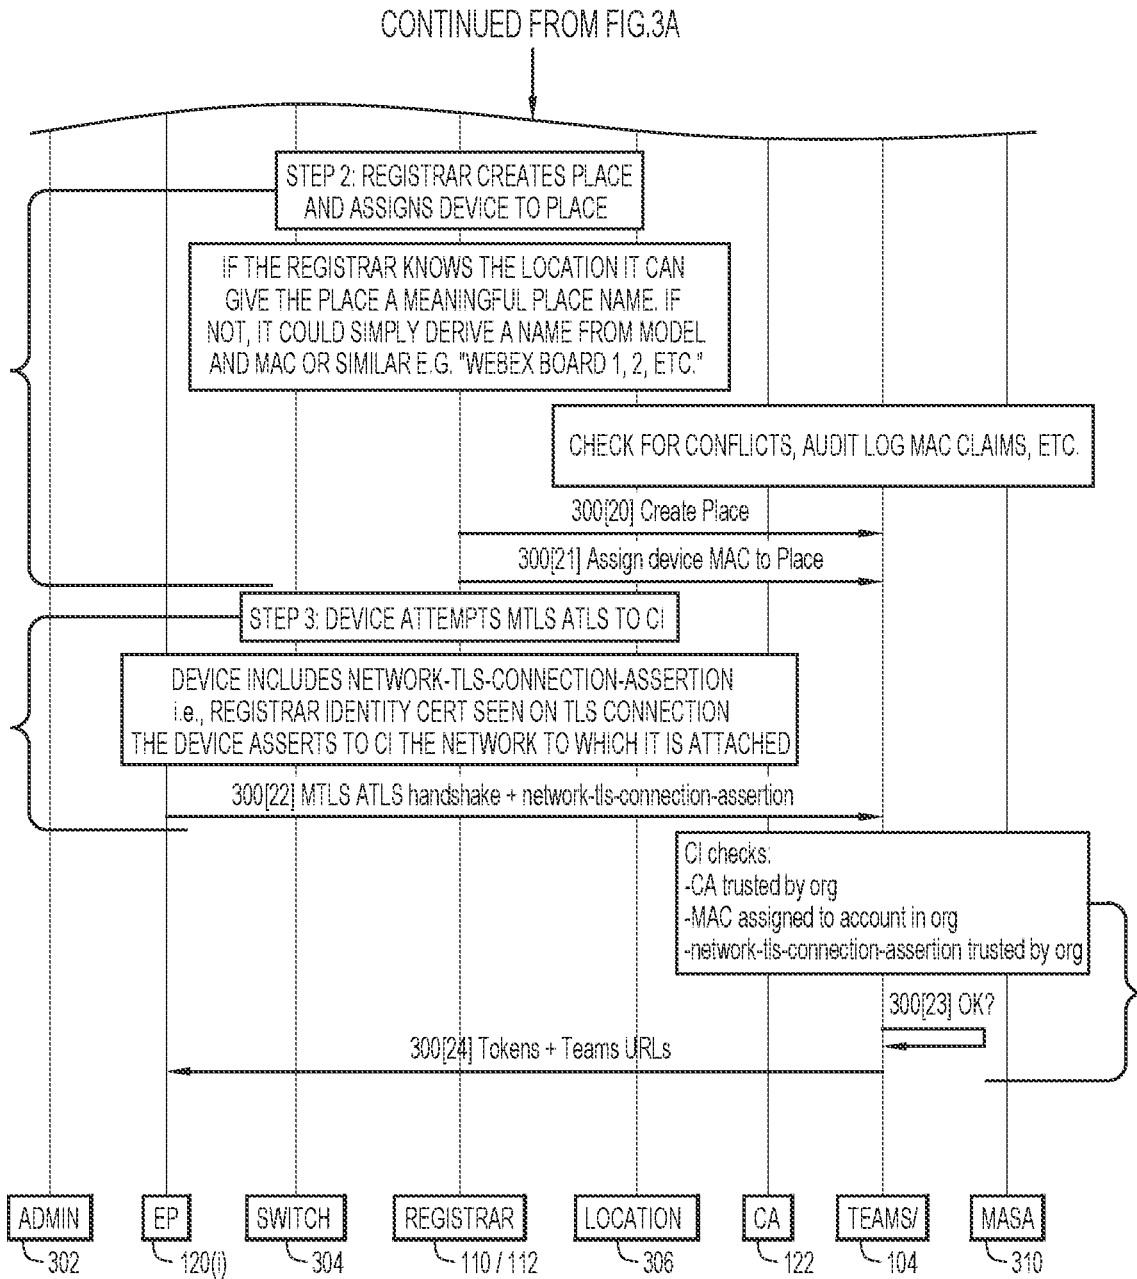 CONTINUED FROM FIG.3A
STEP 2: REGISTRAR CREATES PLACE
AND ASSIGNS DEVICE TO PLACE
IF THE REGISTRAR KNOWS THE LOCATION IT CAN
GIVE THE PLACE A MEANINGFUL PLACE NAME. IF
NOT, IT COULD SIMPLY DERIVE A NAME FROM MODEL
AND MAC OR SIMILAR E.G. "WEBEX BOARD 1, 2, ETC."
CHECK FOR CONFLICTS, AUDIT LOG MAC CLAIMS, ETC.
300[20] Create Place
300[21] Assign device MAC to Place
STEP 3: DEVICE ATTEMPTS MTLS ATLS TO CI
DEVICE INCLUDES NETWORK-TLS-CONNECTION-ASSERTION
i.e., REGISTRAR IDENTITY CERT SEEN ON TLS CONNECTION
THE DEVICE ASSERTS TO CI THE NETWORK TO WHICH IT IS ATTACHED
300[22] MTLS ATLS handshake + network-tls-connection-assertion
CI checks:
-CA trusted by org
-MAC assigned to account in org
-network-tls-connection-assertion trusted by org
300[23] OK?
300[24] Tokens + Teams URLs
ADMIN EP SWITCH REGISTRAR LOCATION CA TEAMS/ MASA
302 120(i) 304 110 / 112 306 122 104 310